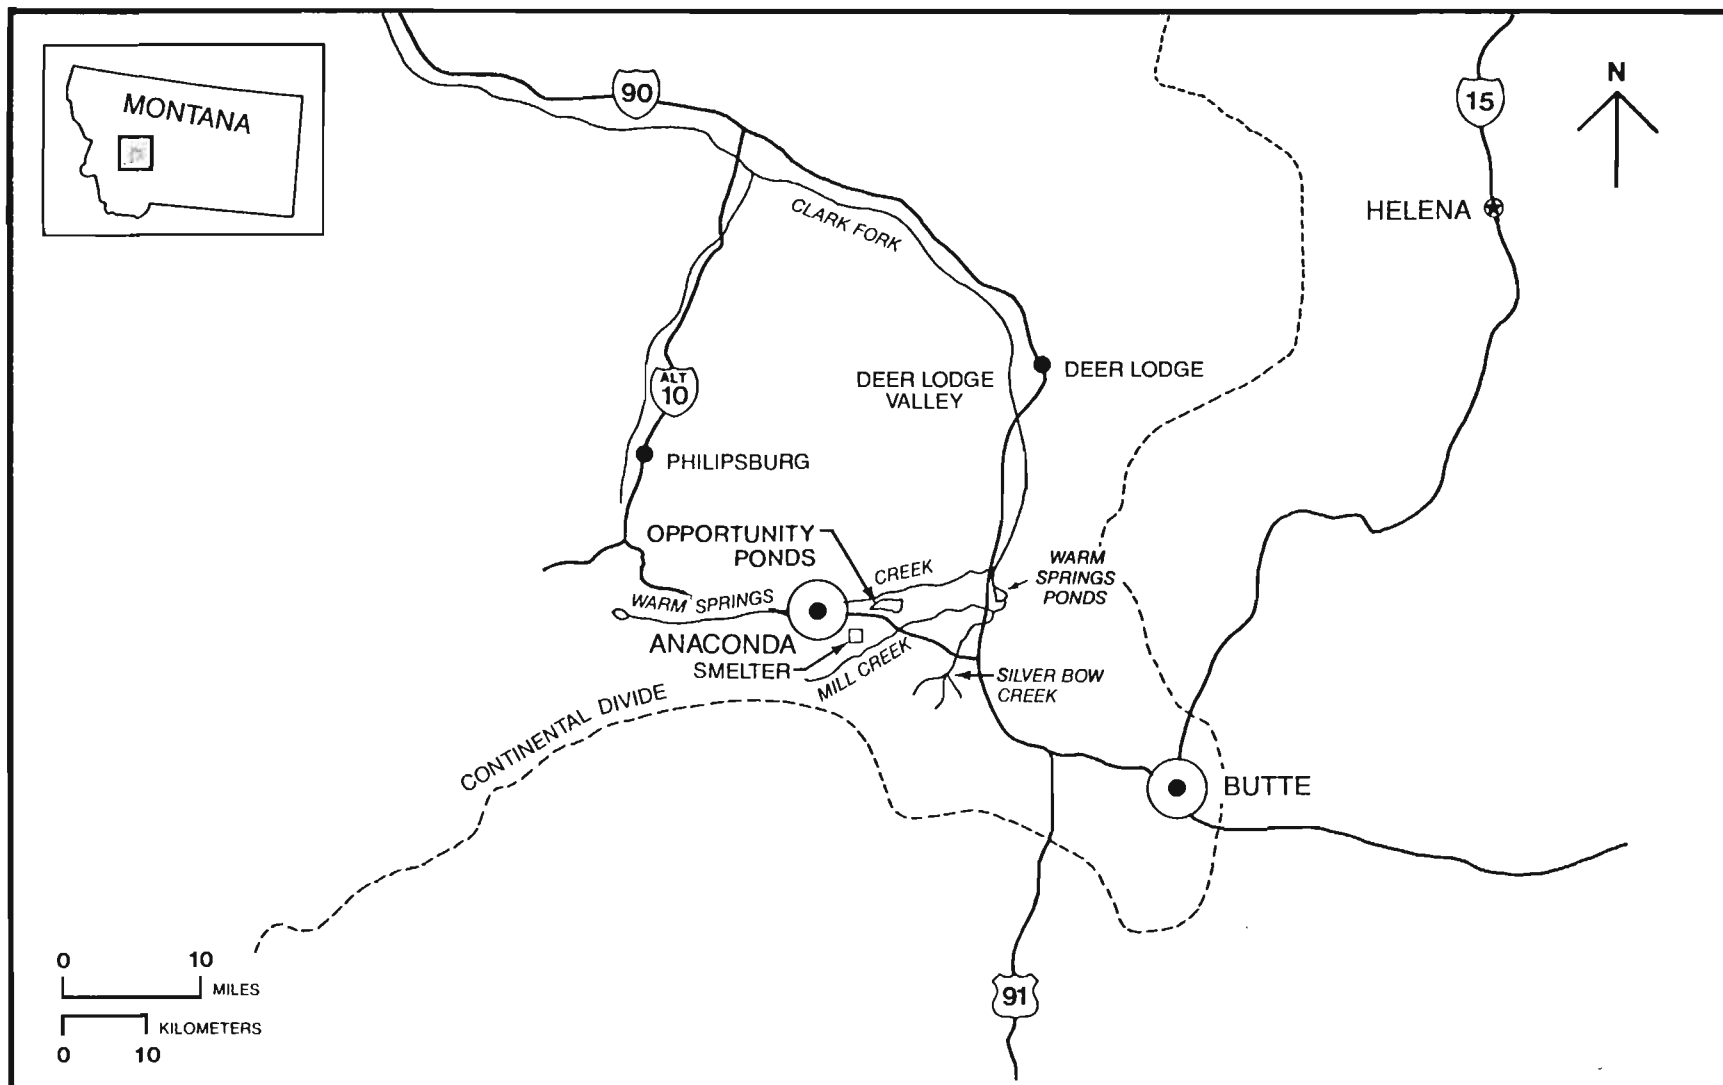 MONTANA
90
15
N
HELENA
CLARK FORK
DEER LODGE
DEER LODGE
VALLEY
ALT
10
PHILIPSBURG
OPPORTUNITY
PONDS
CREEK
WARM
SPRINGS
PONDS
WARM SPRINGS
ANACONDA
SMELTER
MILL CREEK
SILVER BOW
CREEK
CONTINENTAL DIVIDE
BUTTE
91
0 10
MILES
KILOMETERS
0 10